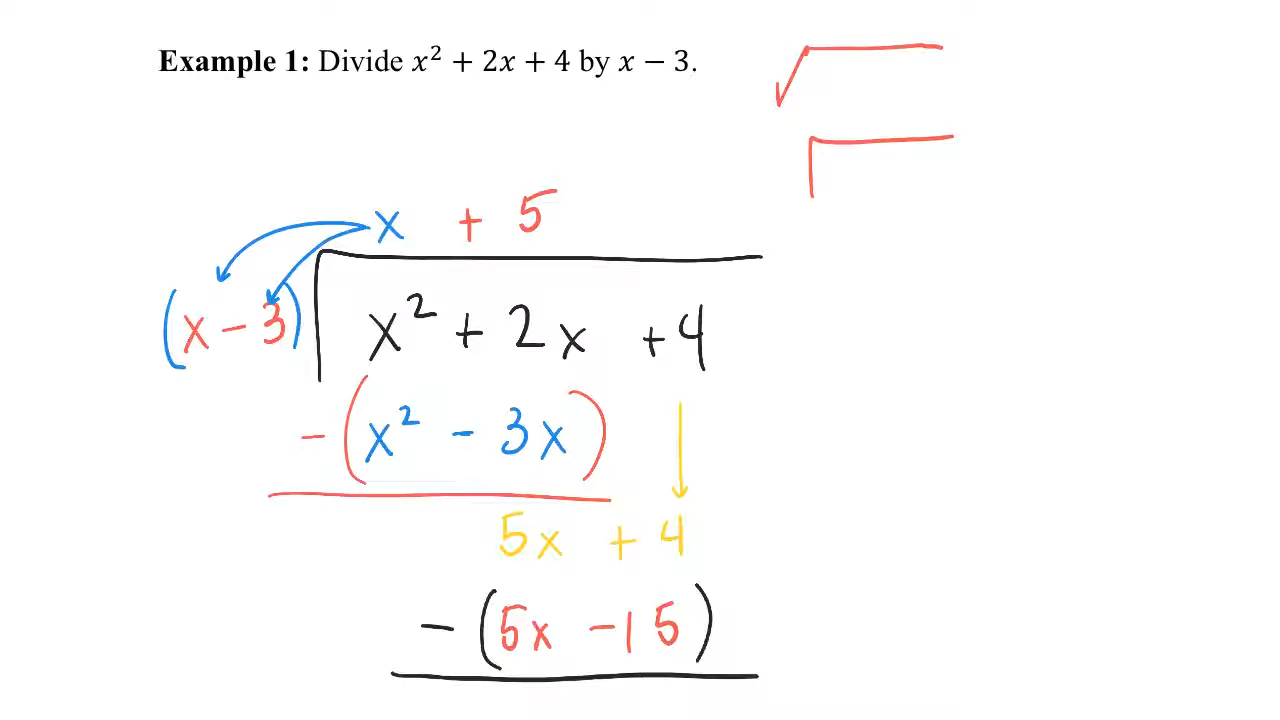 Example 1: Divide x² + 2x + 4 by x − 3.
x + 5
(x − 3) x² + 2x + 4
− (x² − 3x)
5x + 4
− (5x − 15)